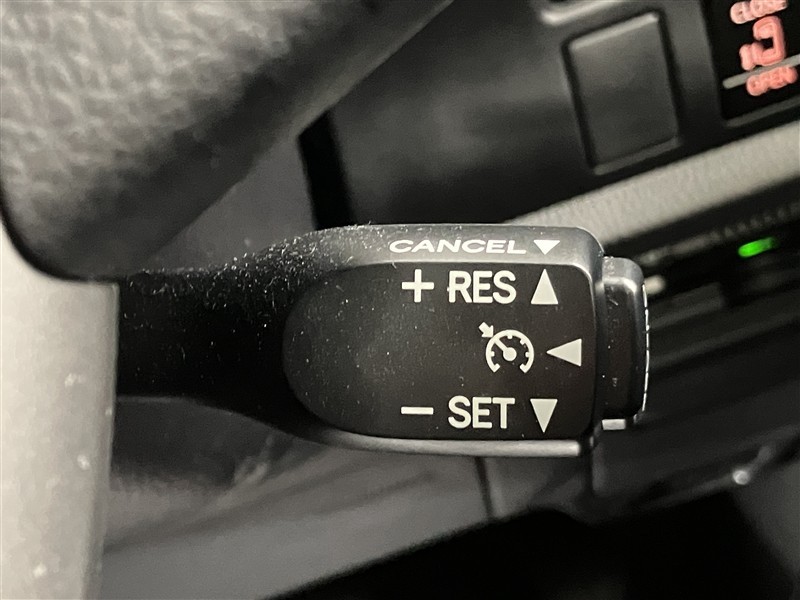 CLOSE
OPEN
CANCEL ▼
+ RES ▲
◀
− SET ▼